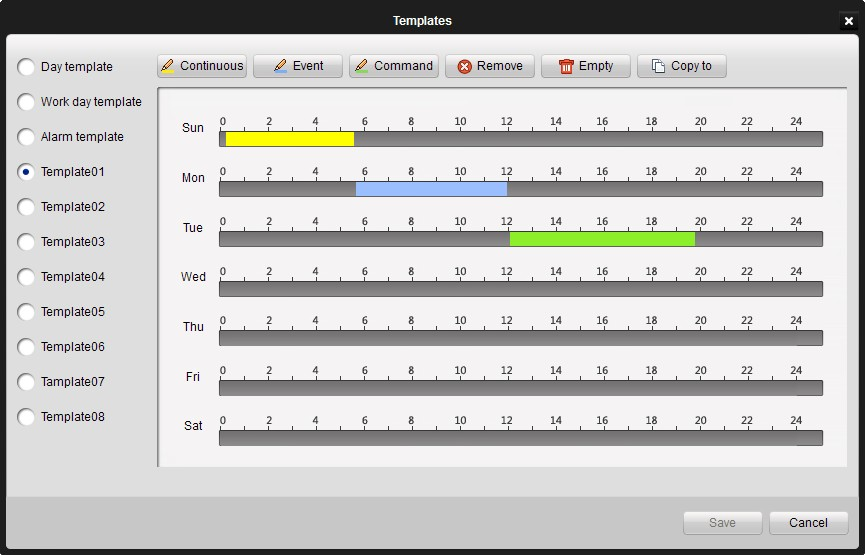 Templates
Day template
Work day template
Alarm template
Template01
Template02
Template03
Template04
Template05
Template06
Tamplate07
Template08
Continuous Event Command Remove Empty Copy to
0 2 4 6 8 10 12 14 16 18 20 22 24
Sun
0 2 4 6 8 10 12 14 16 18 20 22 24
Mon
0 2 4 6 8 10 12 14 16 18 20 22 24
Tue
0 2 4 6 8 10 12 14 16 18 20 22 24
Wed
0 2 4 6 8 10 12 14 16 18 20 22 24
Thu
0 2 4 6 8 10 12 14 16 18 20 22 24
Fri
0 2 4 6 8 10 12 14 16 18 20 22 24
Sat
Save Cancel